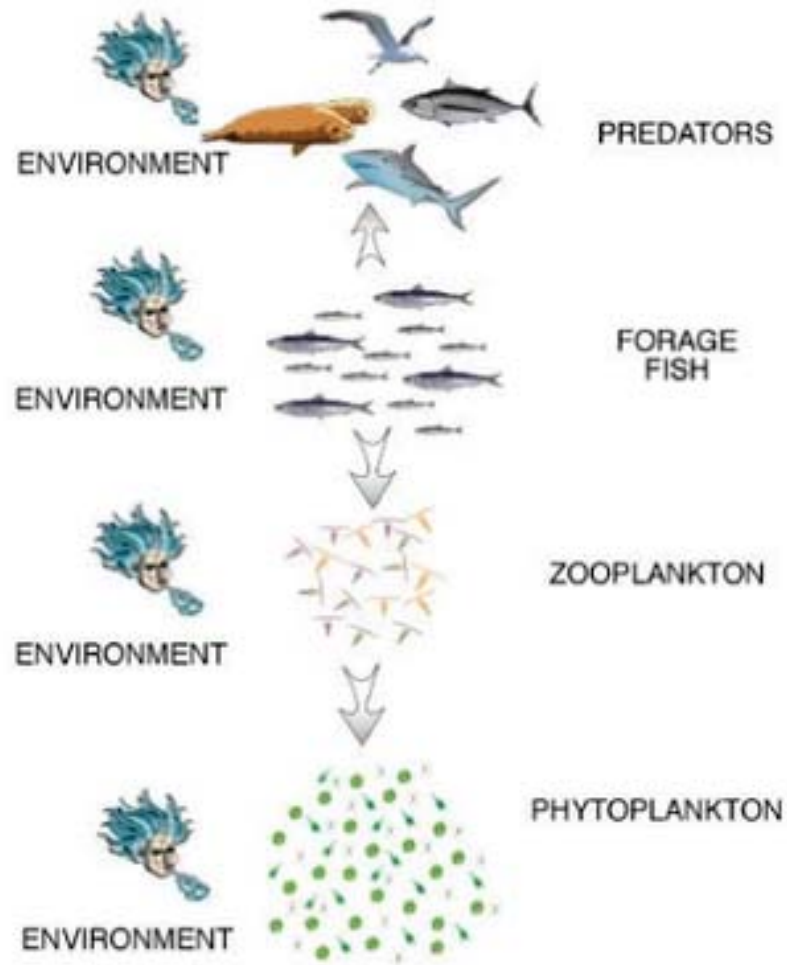 ENVIRONMENT
PREDATORS
ENVIRONMENT
FORAGE
FISH
ENVIRONMENT
ZOOPLANKTON
ENVIRONMENT
PHYTOPLANKTON